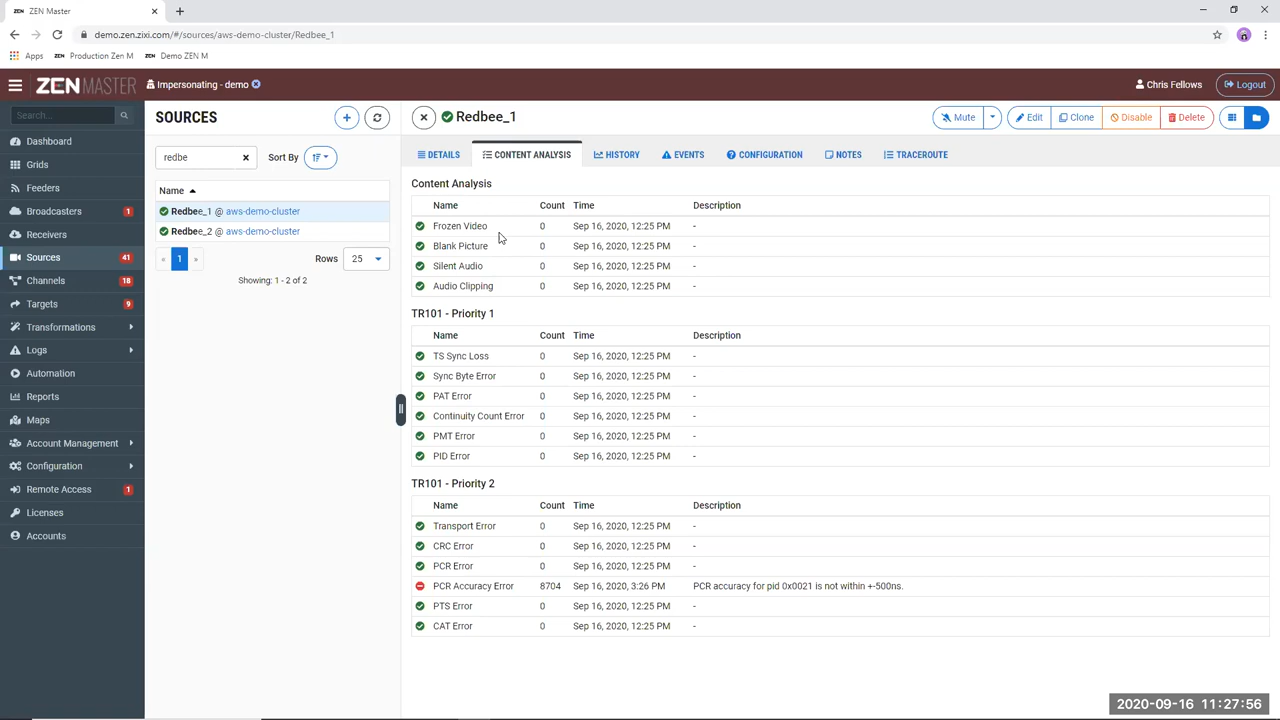 ZEN Master
demo.zen.zixi.com/#/sources/aws-demo-cluster/Redbee_1
Apps ZEN Production Zen M ZEN Demo ZEN M
ZENMASTER Impersonating - demo Chris Fellows Logout
Search...
Dashboard
Grids
Feeders
Broadcasters 1
Receivers
Sources 41
Channels 18
Targets 9
Transformations
Logs
Automation
Reports
Maps
Account Management
Configuration
Remote Access 1
Licenses
Accounts
SOURCES
redbe Sort By
Name
Redbee_1 @ aws-demo-cluster
Redbee_2 @ aws-demo-cluster
« 1 » Rows 25
Showing: 1 - 2 of 2
Redbee_1 Mute Edit Clone Disable Delete
DETAILS CONTENT ANALYSIS HISTORY EVENTS CONFIGURATION NOTES TRACEROUTE
Content Analysis
Name Count Time Description
Frozen Video 0 Sep 16, 2020, 12:25 PM -
Blank Picture 0 Sep 16, 2020, 12:25 PM -
Silent Audio 0 Sep 16, 2020, 12:25 PM -
Audio Clipping 0 Sep 16, 2020, 12:25 PM -
TR101 - Priority 1
Name Count Time Description
TS Sync Loss 0 Sep 16, 2020, 12:25 PM -
Sync Byte Error 0 Sep 16, 2020, 12:25 PM -
PAT Error 0 Sep 16, 2020, 12:25 PM -
Continuity Count Error 0 Sep 16, 2020, 12:25 PM -
PMT Error 0 Sep 16, 2020, 12:25 PM -
PID Error 0 Sep 16, 2020, 12:25 PM -
TR101 - Priority 2
Name Count Time Description
Transport Error 0 Sep 16, 2020, 12:25 PM -
CRC Error 0 Sep 16, 2020, 12:25 PM -
PCR Error 0 Sep 16, 2020, 12:25 PM -
PCR Accuracy Error 8704 Sep 16, 2020, 3:26 PM PCR accuracy for pid 0x0021 is not within +-500ns.
PTS Error 0 Sep 16, 2020, 12:25 PM -
CAT Error 0 Sep 16, 2020, 12:25 PM -
2020-09-16 11:27:56